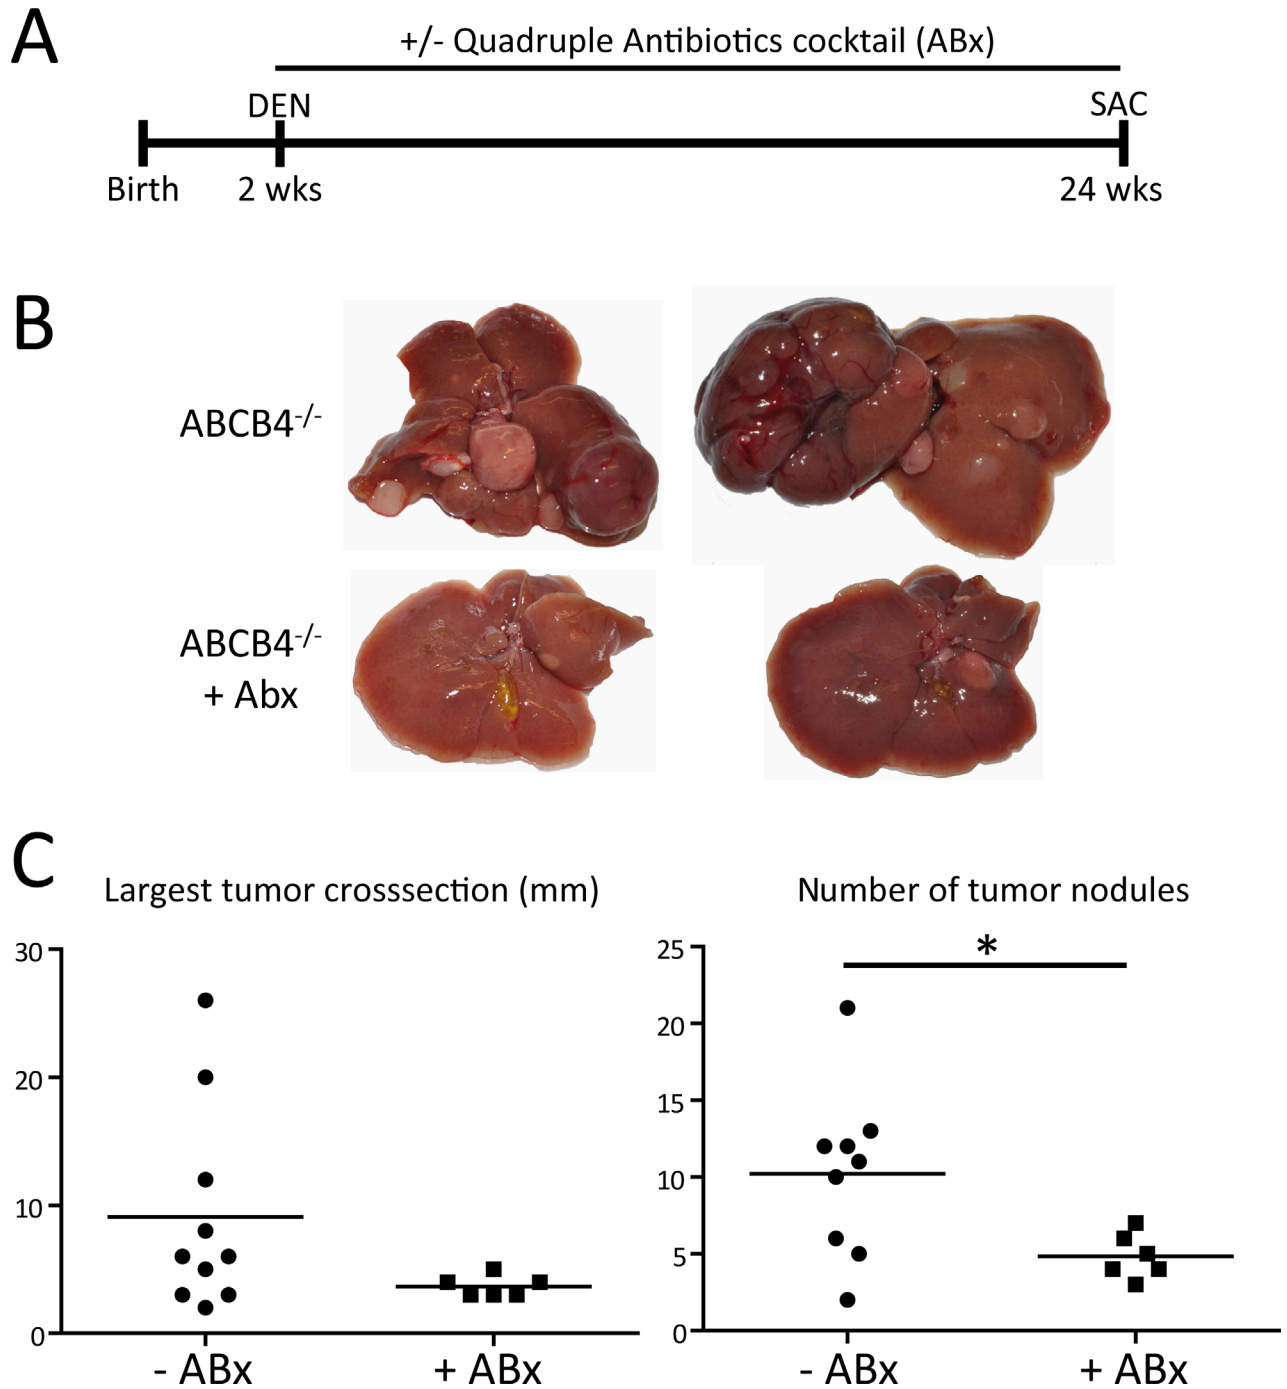 A
+/- Quadruple Antibiotics cocktail (ABx)
DEN
SAC
Birth
2 wks
24 wks
B
ABCB4-/-
ABCB4-/-
+ Abx
C
Largest tumor crosssection (mm)
30
20
10
0
- ABx
+ ABx
Number of tumor nodules
*
25
20
15
10
5
0
- ABx
+ ABx